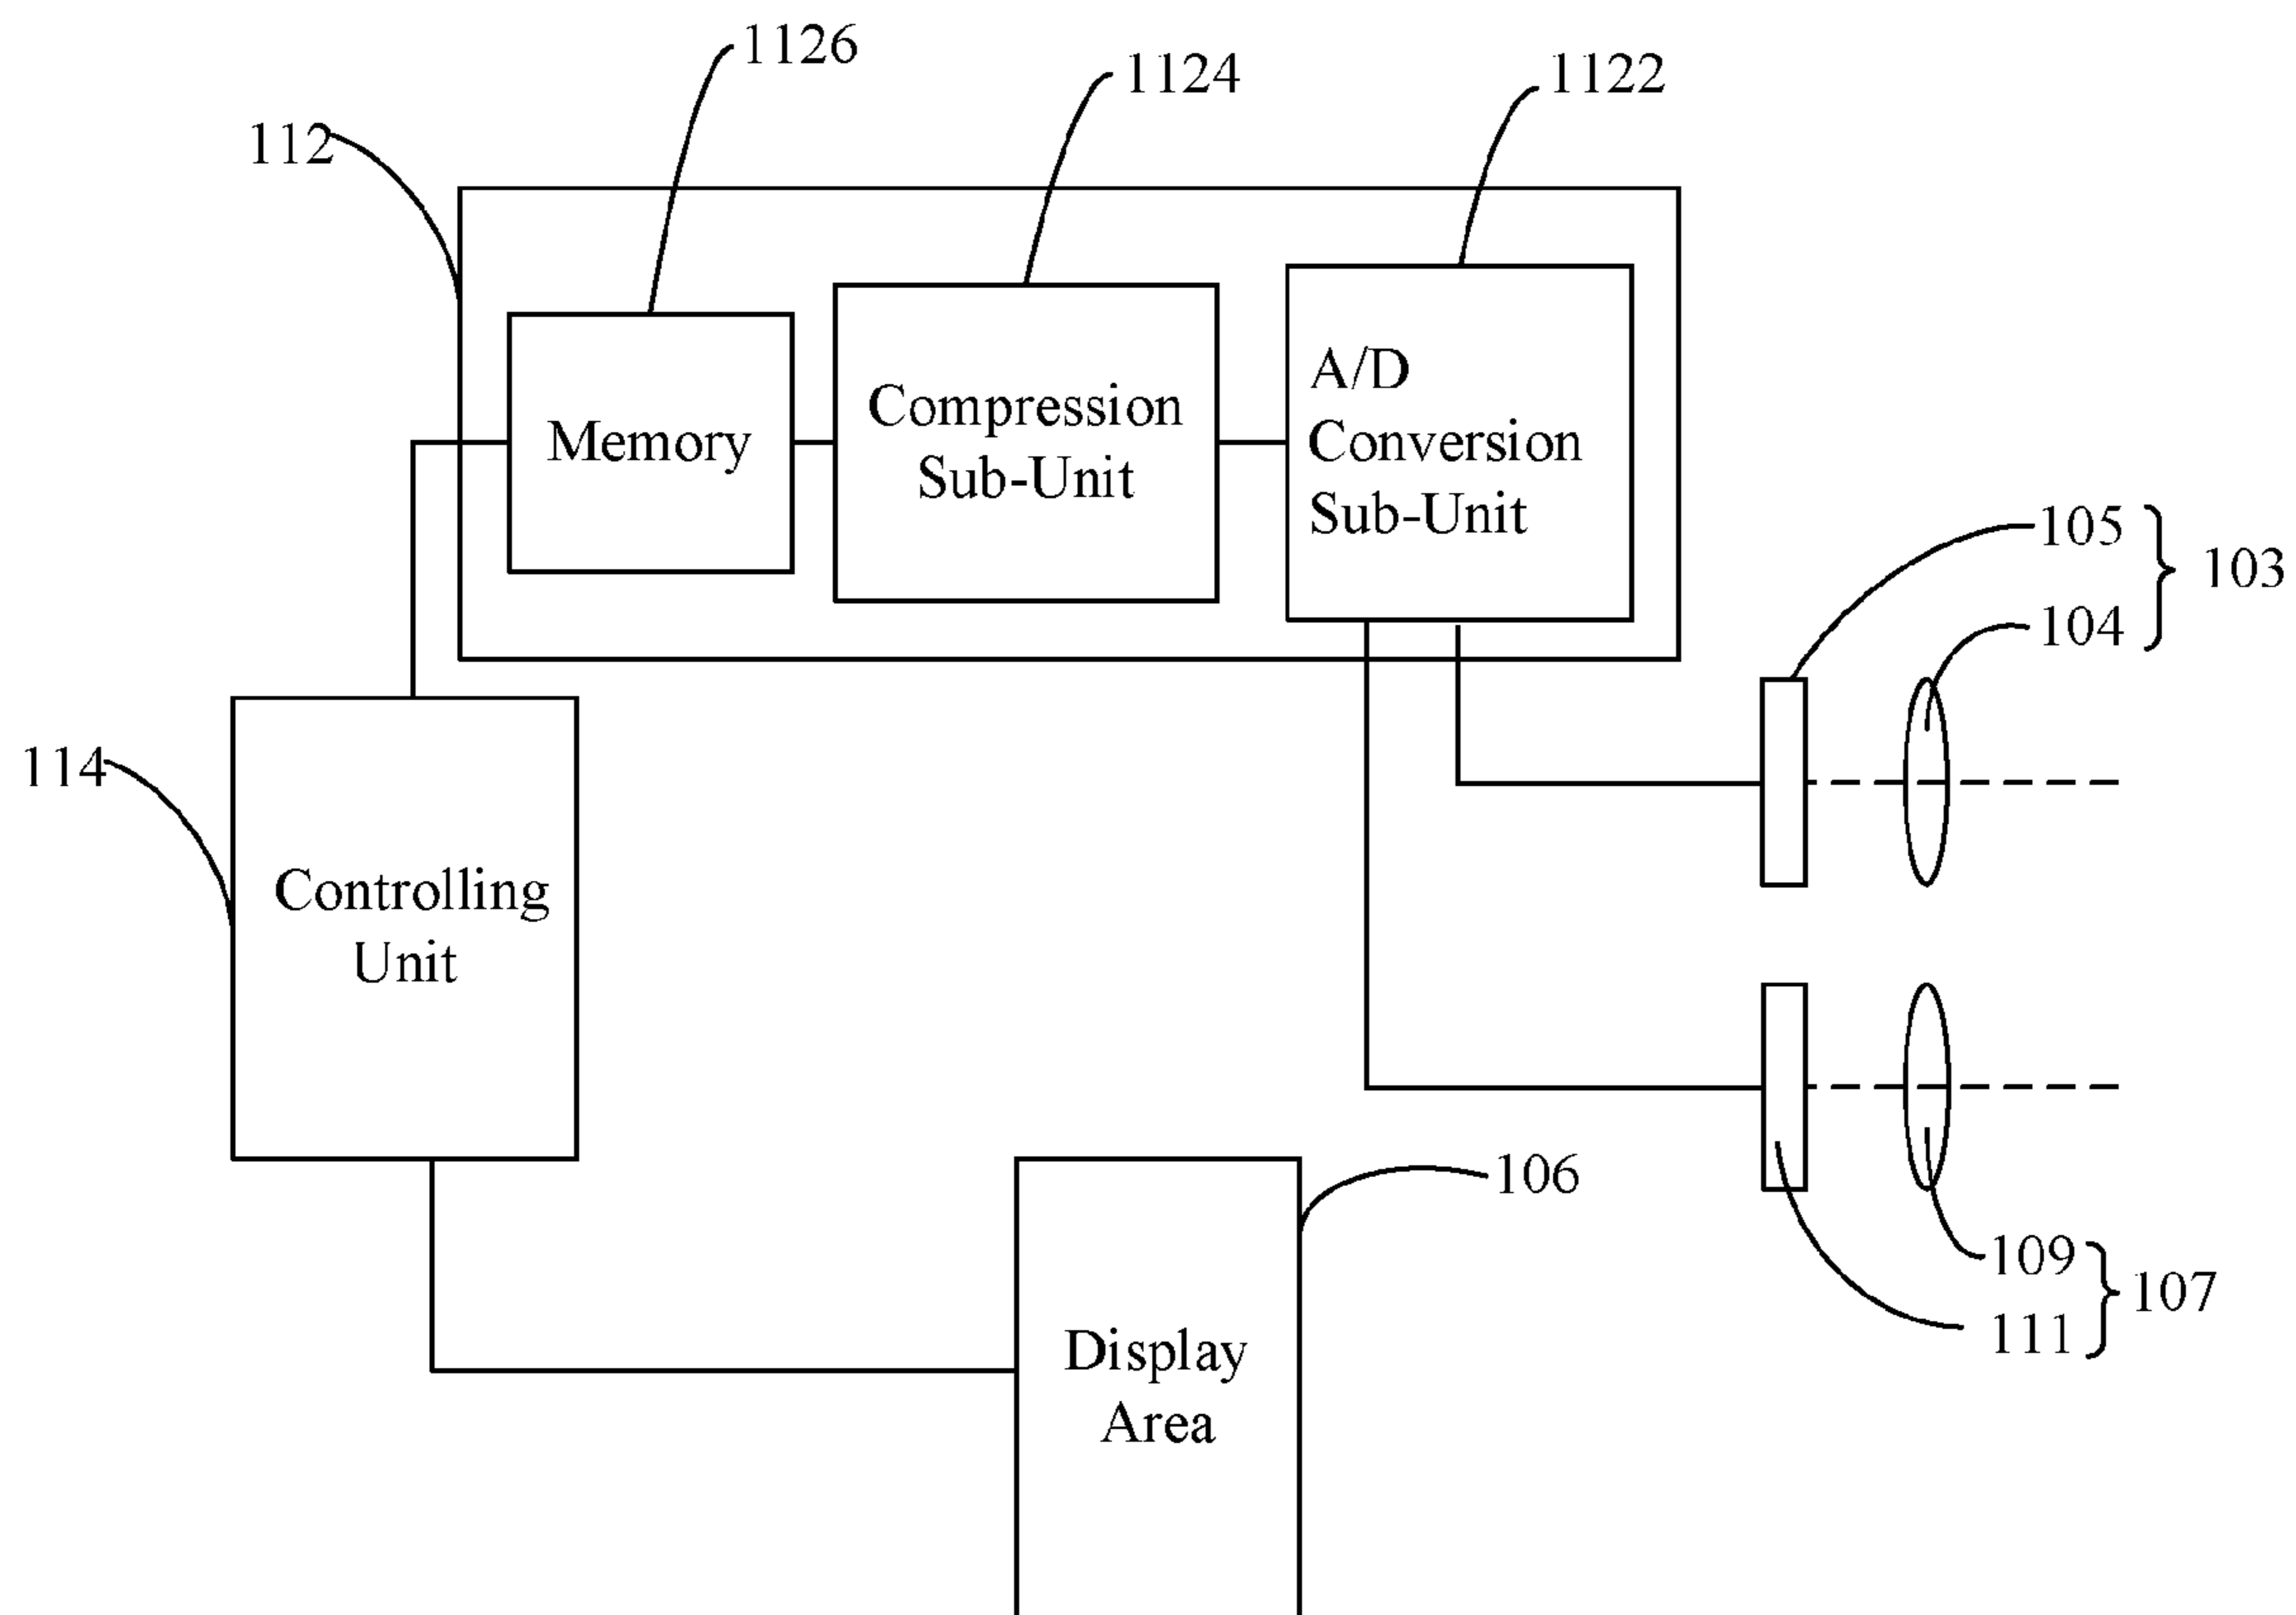 1126
1124
1122
112
A/D
Conversion
Sub-Unit
Compression
Sub-Unit
Memory
105
104
103
114
Controlling
Unit
106
109
111
107
Display
Area